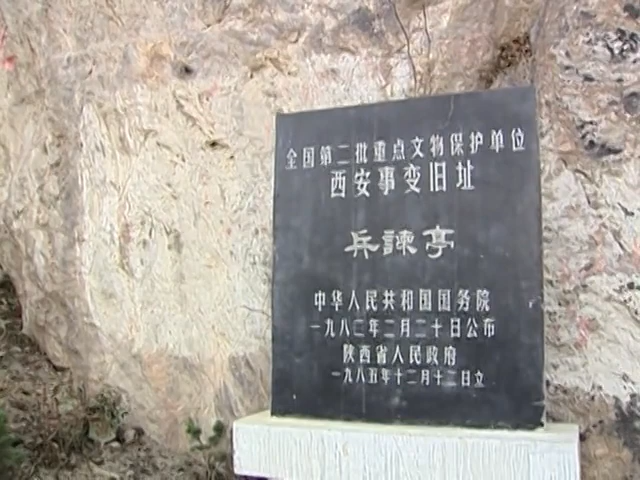 全国第二批重点文物保护单位
西安事变旧址
兵諫亭
中华人民共和国国务院
一九八二年二月二十日公布
陕西省人民政府
一九八五年十二月十二日立